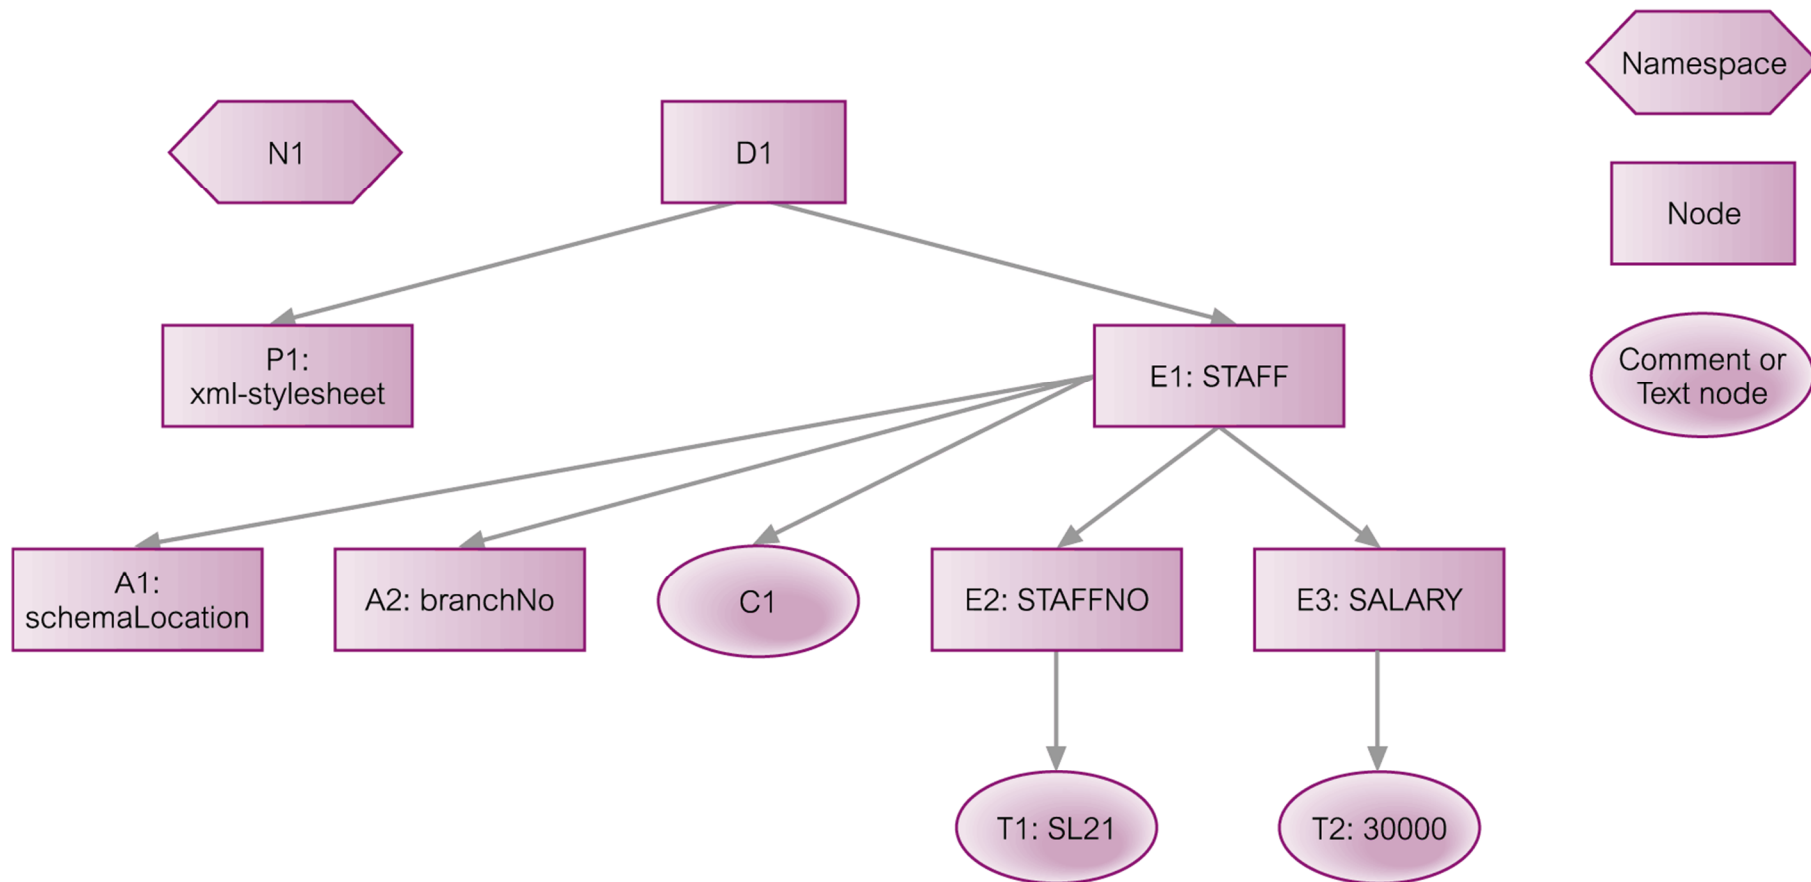 Namespace
N1
D1
Node
P1:
xml-stylesheet
E1: STAFF
Comment or
Text node
A1:
schemaLocation
A2: branchNo
C1
E2: STAFFNO
E3: SALARY
T1: SL21
T2: 30000